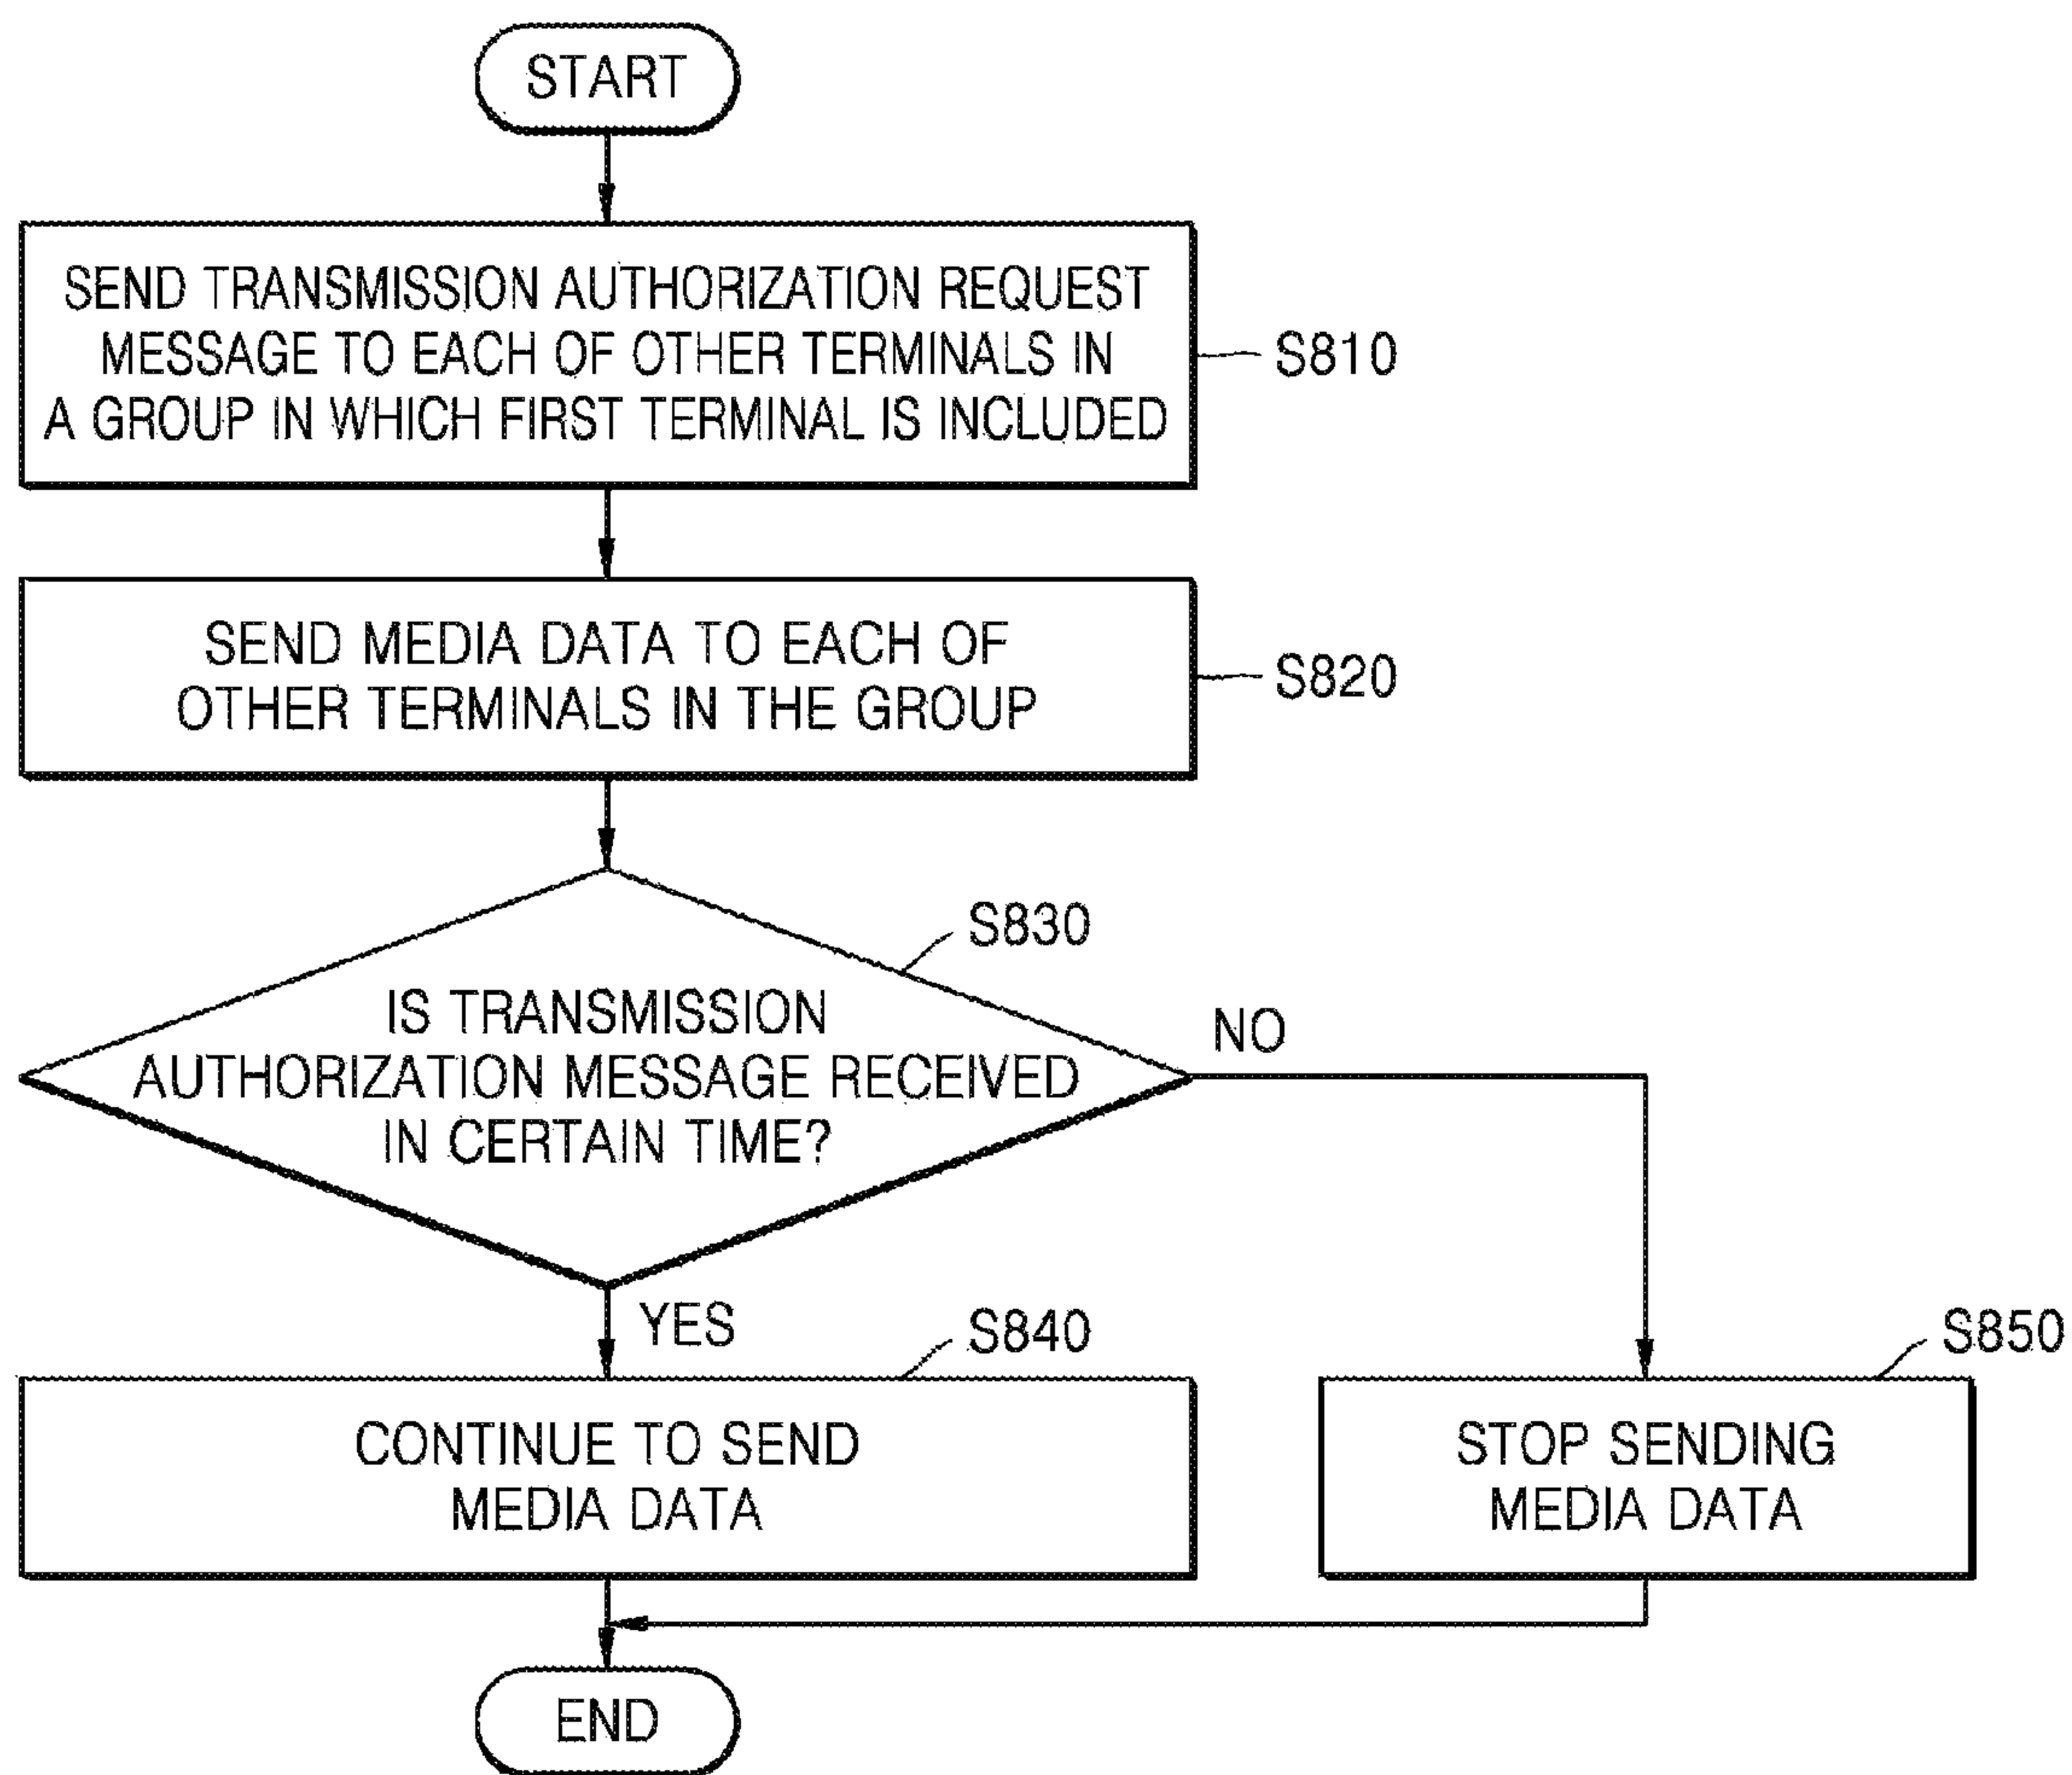 START
SEND TRANSMISSION AUTHORIZATION REQUEST
MESSAGE TO EACH OF OTHER TERMINALS IN
A GROUP IN WHICH FIRST TERMINAL IS INCLUDED
S810
SEND MEDIA DATA TO EACH OF
OTHER TERMINALS IN THE GROUP
S820
S830
IS TRANSMISSION
AUTHORIZATION MESSAGE RECEIVED
IN CERTAIN TIME?
NO
YES
S840
CONTINUE TO SEND
MEDIA DATA
S850
STOP SENDING
MEDIA DATA
END